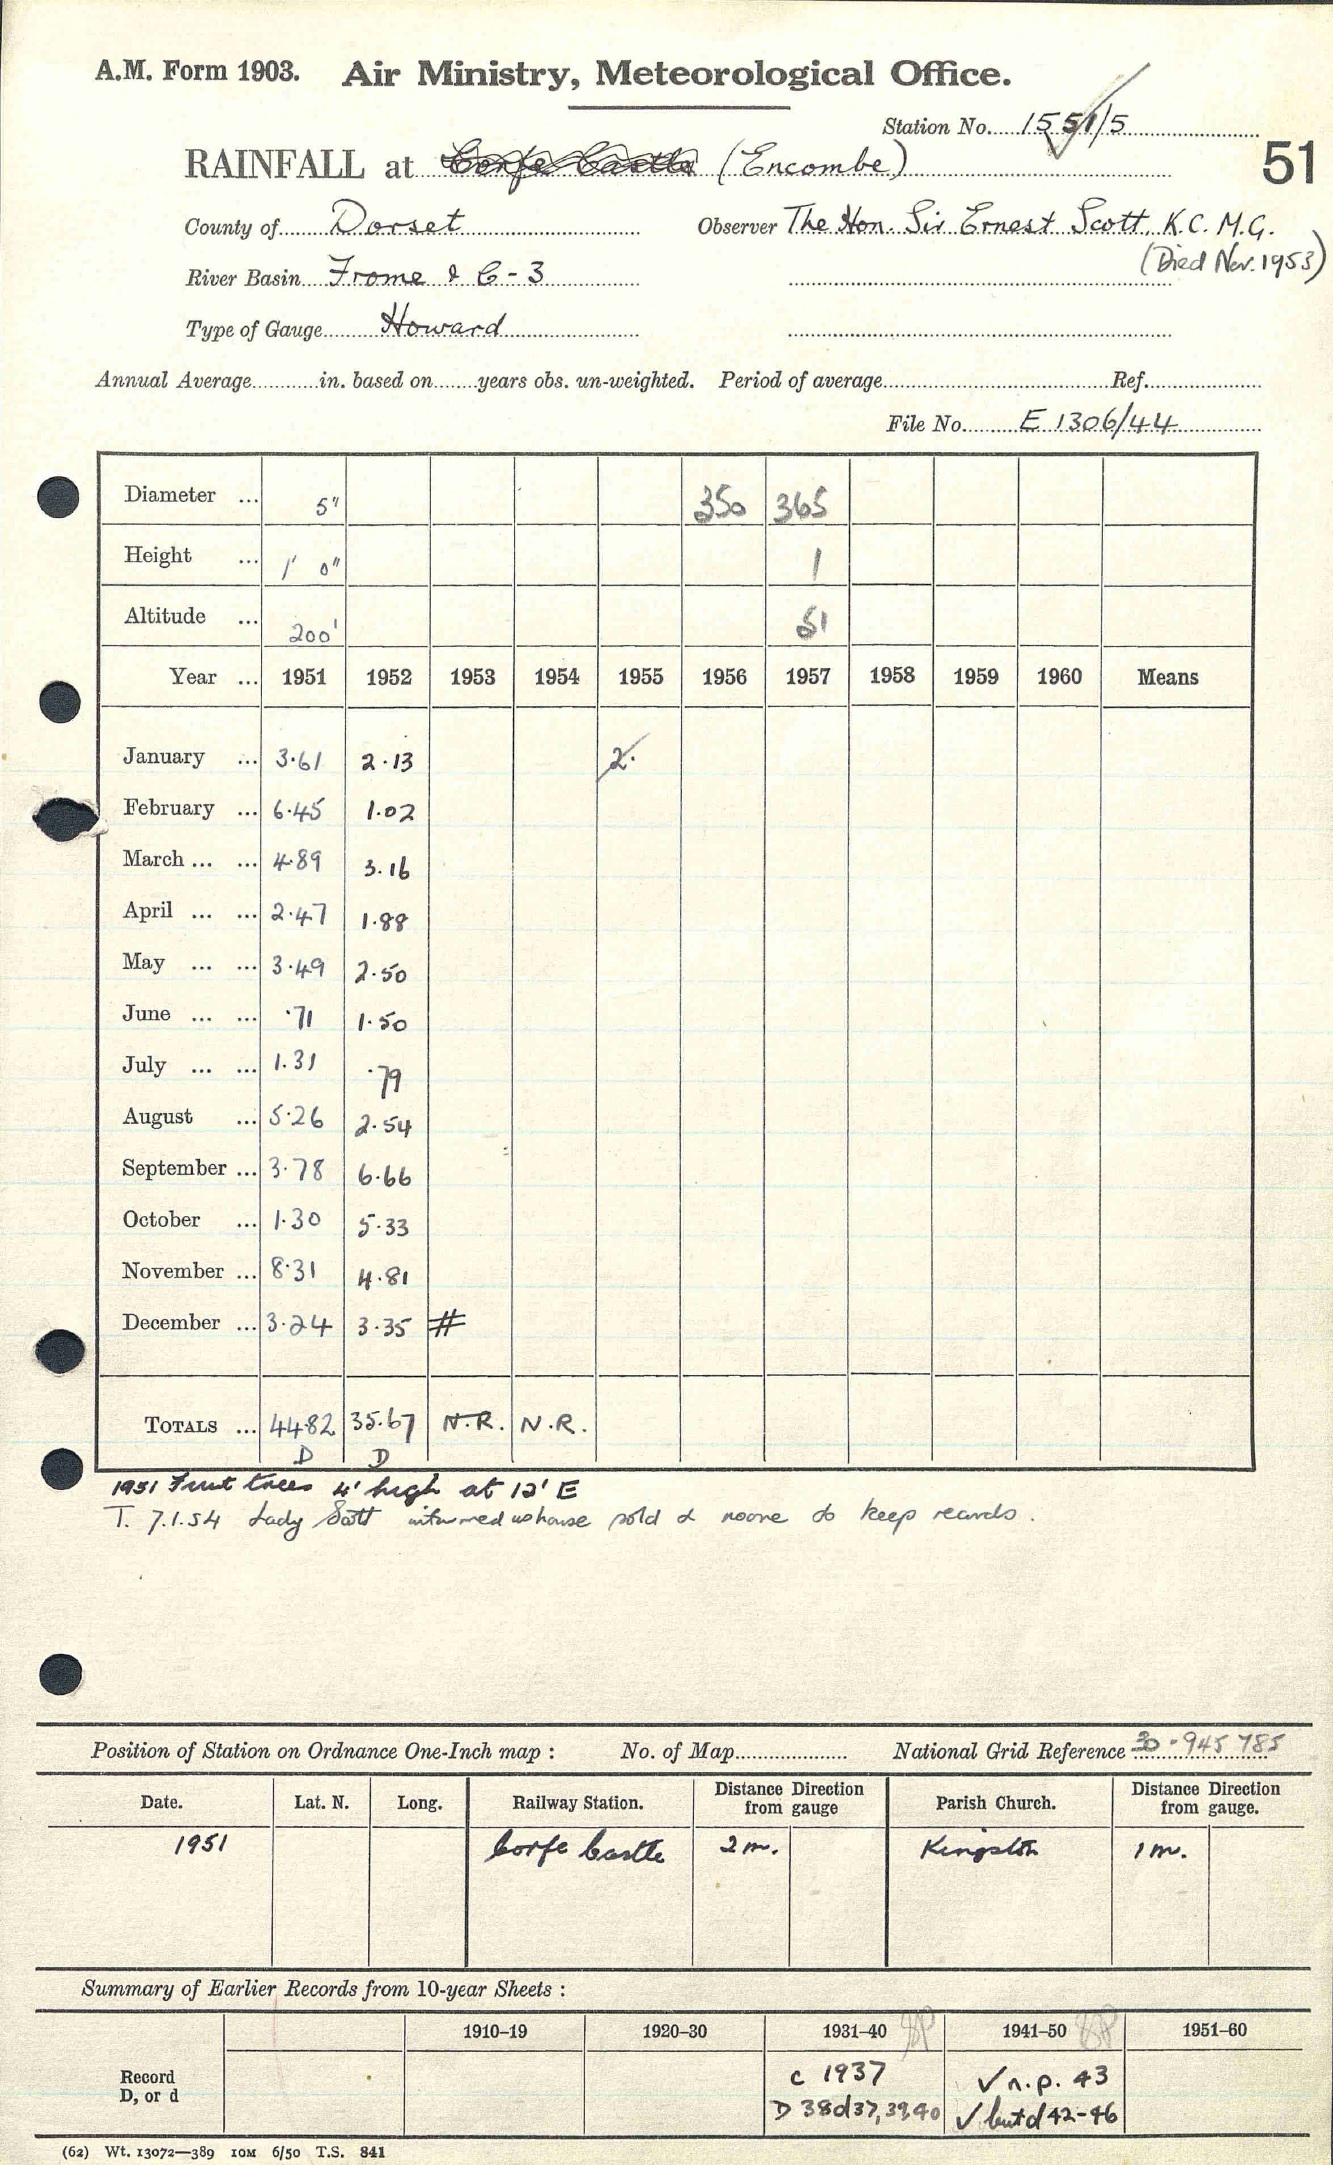 A.M. Form 1903. Air Ministry, Meteorological Office.
Station No. 1551/5
RAINFALL at Corfe Castle (Encombe)
51
County of Dorset Observer The Hon. Sir Ernest Scott, K.C.M.G.
(Died Nov. 1953)
River Basin Frome & C-3
Type of Gauge Howard
Annual Average in. based on years obs. un-weighted. Period of average Ref.
File No. E 1306/44
Diameter ... 5" 350 365
Height ... 1' 0" 1
Altitude ... 200' 51
Year ... 1951 1952 1953 1954 1955 1956 1957 1958 1959 1960 Means
January ... 3.61 2.13 2.
February ... 6.45 1.02
March ... ... 4.89 3.16
April ... ... 2.47 1.88
May ... ... 3.49 2.50
June ... ... .71 1.50
July ... ... 1.31 .79
August ... 5.26 2.54
September ... 3.78 6.66
October ... 1.30 5.33
November ... 8.31 4.81
December ... 3.24 3.35 #
TOTALS ... 44.82 35.67 N.R. N.R.
D D
1951 Fruit trees 4' high at 12' E
T. 7.1.54 Lady Scott informed us house sold & noone to keep records.
Position of Station on Ordnance One-Inch map : No. of Map National Grid Reference 30-945 785
Date. Lat. N. Long. Railway Station. Distance Direction from gauge Parish Church. Distance Direction from gauge.
1951 Corfe Castle 2m. Kingston 1m.
Summary of Earlier Records from 10-year Sheets :
1910–19 1920–30 1931–40 1941–50 1951–60
Record c 1937 ✓ n.p. 43
D, or d D 38 d 37, 39, 40 ✓ but d 42-46
(62) Wt. 13072—389 10M 6/50 T.S. 841